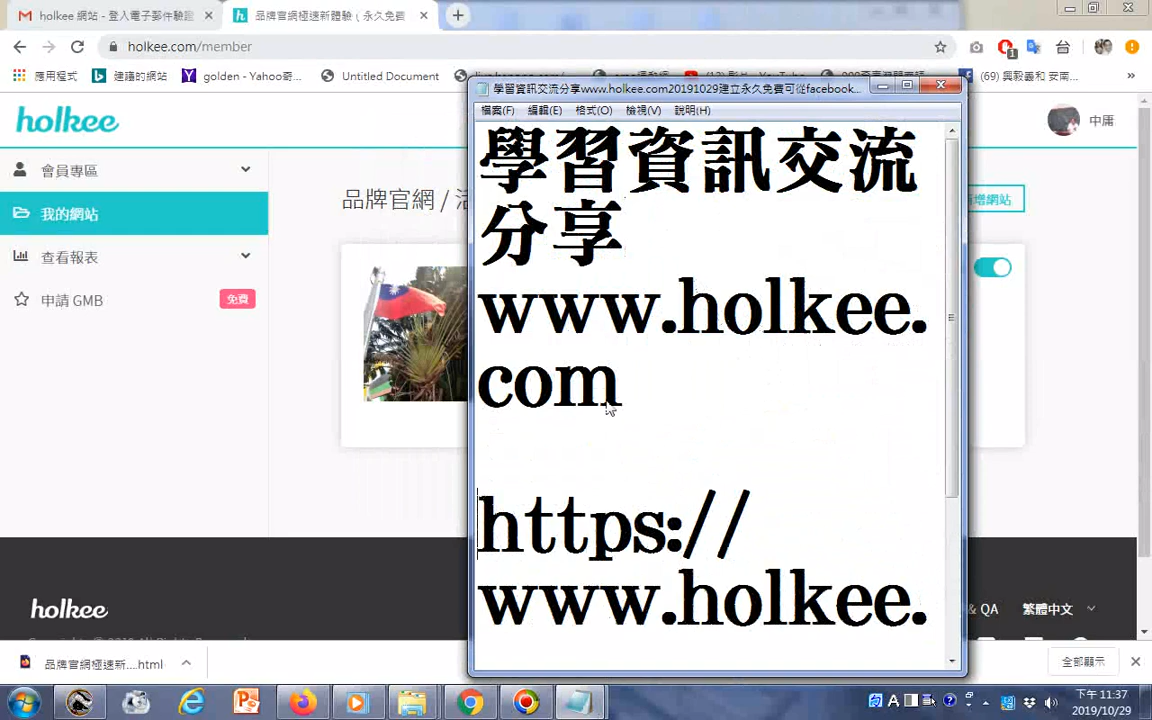 holkee 網站 - 登入電子郵件驗證
品牌官網極速新體驗 ( 永久免費
holkee.com/member
應用程式
建議的網站
golden - Yahoo奇...
Untitled Document
(69) 興毅義和 安南...
學習資訊交流分享www.holkee.com20191029建立永久免費可從facebook...
檔案(F) 編輯(E) 格式(O) 檢視(V) 說明(H)
holkee
中庸
會員專區
我的網站
查看報表
申請 GMB
免費
品牌官網 / 活
新增網站
學習資訊交流
分享
www.holkee.
com
https://
www.holkee.
holkee
& QA
繁體中文
品牌官網極速新....html
全部顯示
下午 11:37
2019/10/29